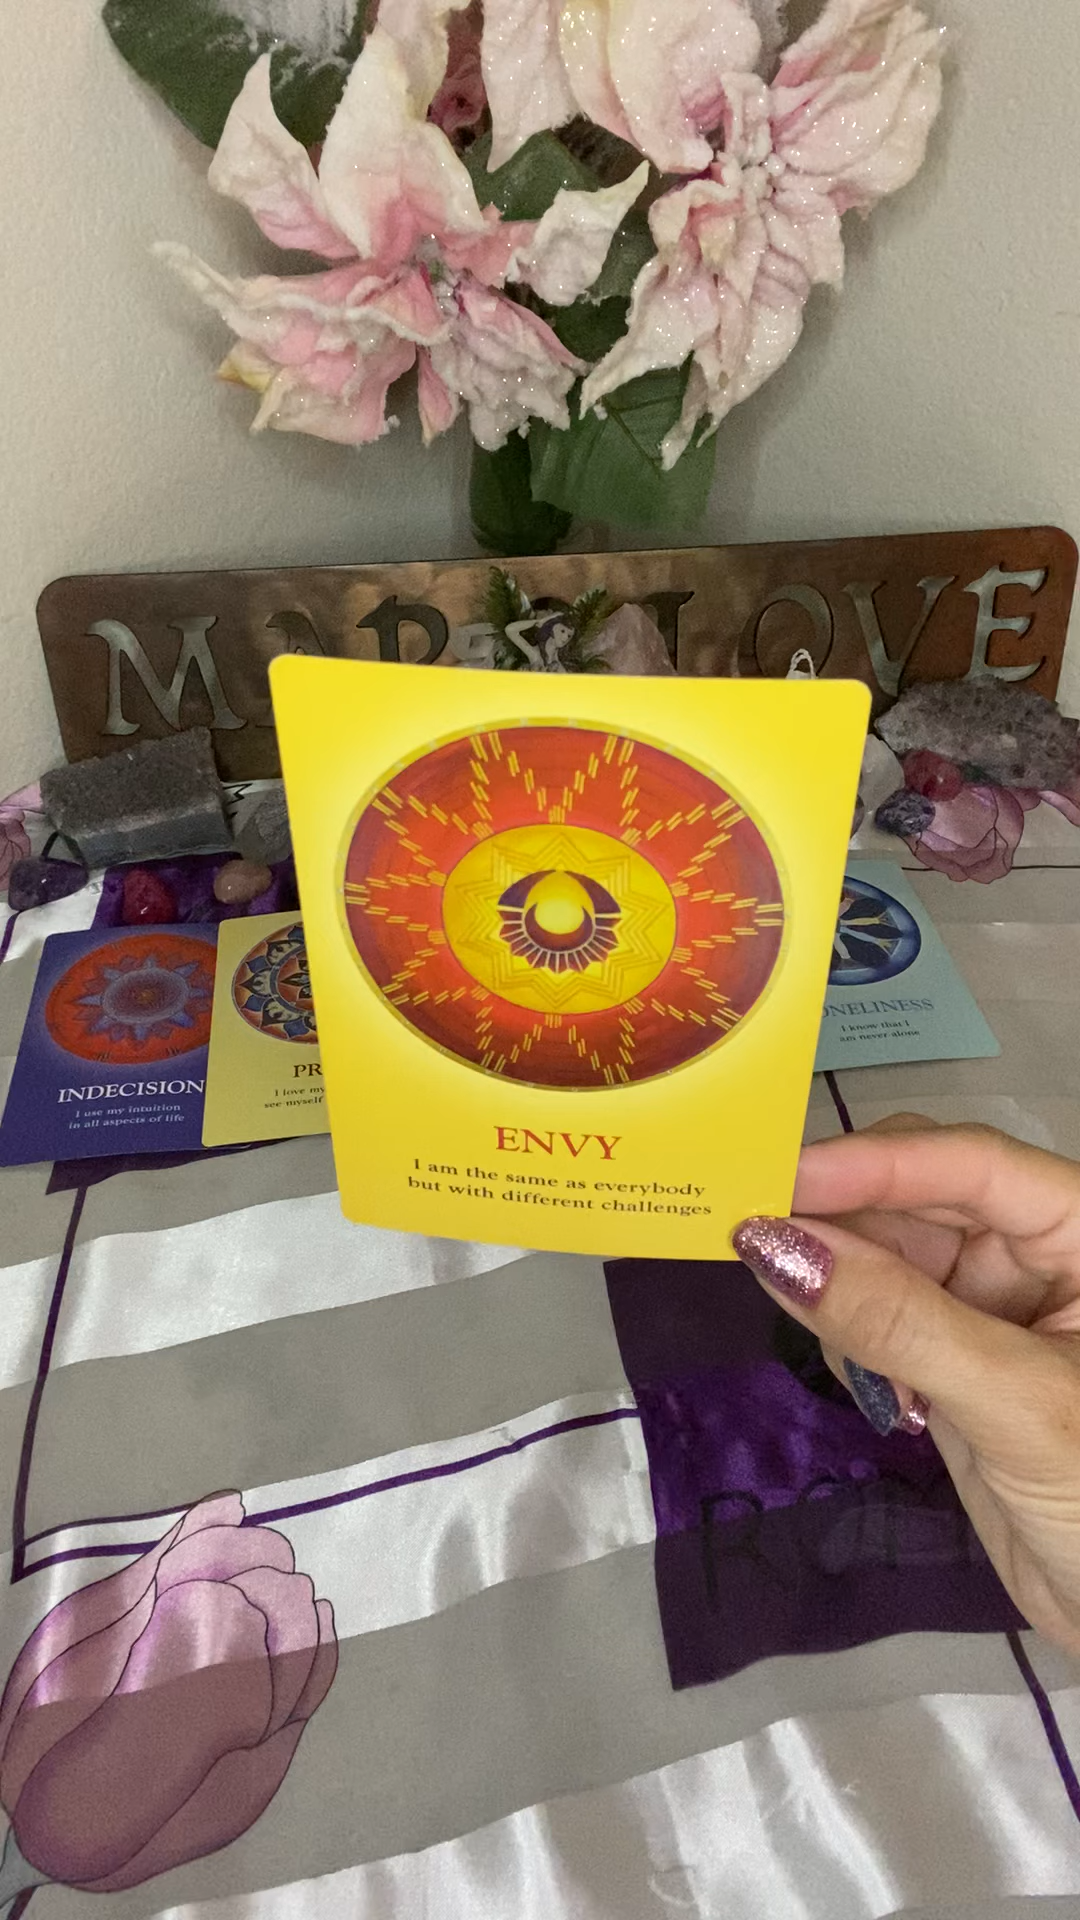 LOVE
INDECISION
I use my intuition
in all aspects of life
PR
I love my
see myself
ONELINESS
I know that I
am never alone
ENVY
I am the same as everybody
but with different challenges